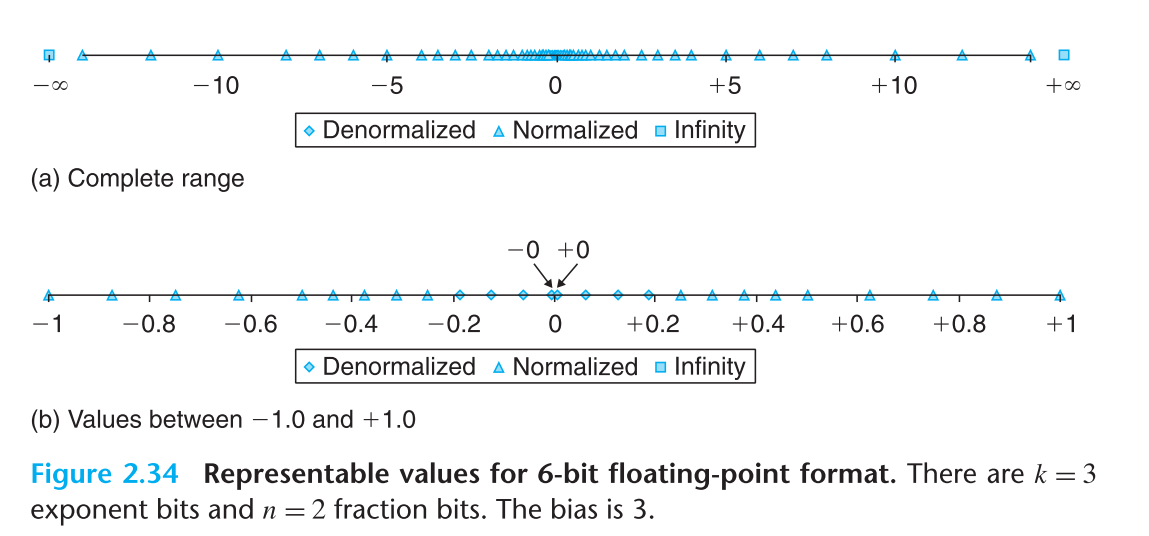 −∞ −10 −5 0 +5 +10 +∞
Denormalized Normalized Infinity
(a) Complete range
−0 +0
−1 −0.8 −0.6 −0.4 −0.2 0 +0.2 +0.4 +0.6 +0.8 +1
Denormalized Normalized Infinity
(b) Values between −1.0 and +1.0
Figure 2.34 Representable values for 6-bit floating-point format. There are k = 3
exponent bits and n = 2 fraction bits. The bias is 3.